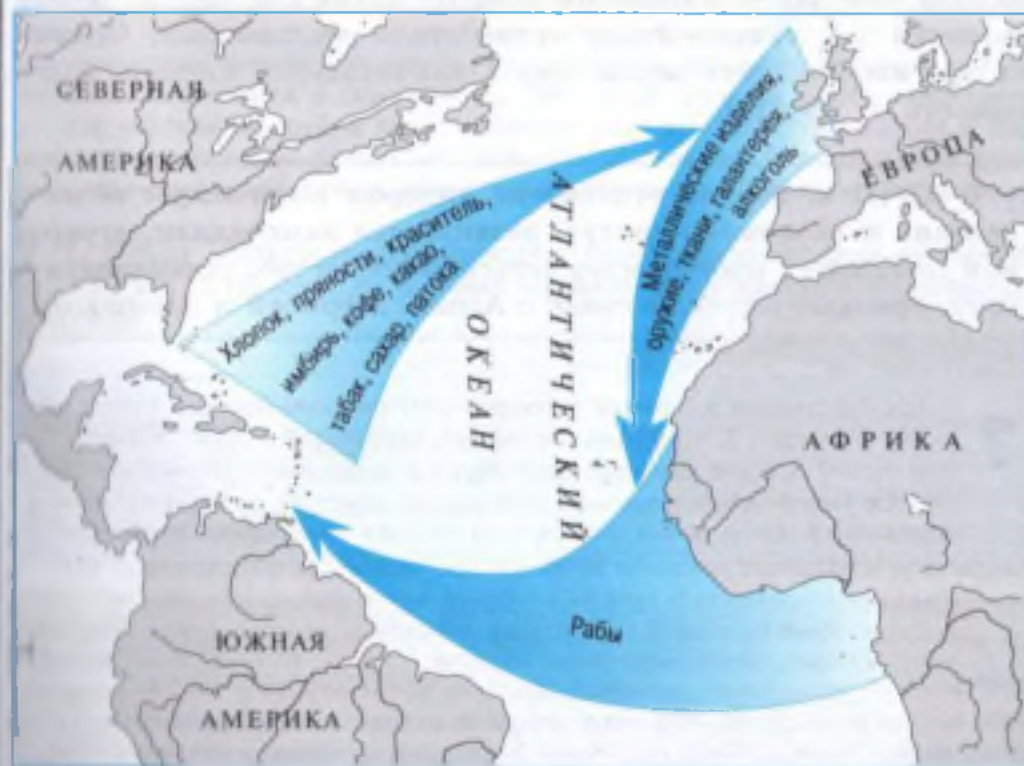 СЕВЕРНАЯ
АМЕРИКА
ЕВРОПА
Металлические изделия,
оружие, ткани, галантерея,
алкоголь
АТЛАНТИЧЕСКИЙ
ОКЕАН
Хлопок, пряности, краситель,
имбирь, кофе, какао,
табак, сахар, патока
АФРИКА
Рабы
ЮЖНАЯ
АМЕРИКА